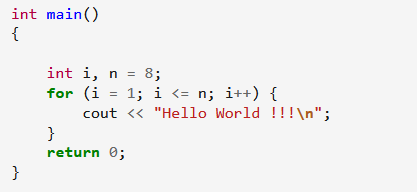 int main()
{
    int i, n = 8;
    for (i = 1; i <= n; i++) {
        cout << "Hello World !!!\n";
    }
    return 0;
}